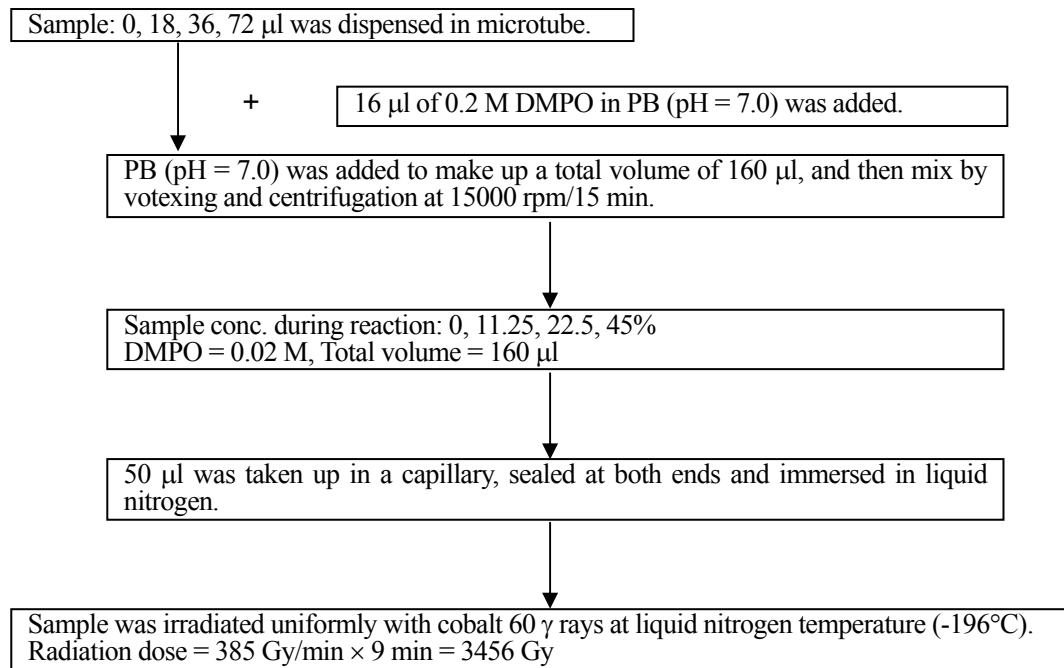 Sample: 0, 18, 36, 72 μl was dispensed in microtube.
+
16 μl of 0.2 M DMPO in PB (pH = 7.0) was added.
PB (pH = 7.0) was added to make up a total volume of 160 μl, and then mix by
votexing and centrifugation at 15000 rpm/15 min.
Sample conc. during reaction: 0, 11.25, 22.5, 45%
DMPO = 0.02 M, Total volume = 160 μl
50 μl was taken up in a capillary, sealed at both ends and immersed in liquid
nitrogen.
Sample was irradiated uniformly with cobalt 60 γ rays at liquid nitrogen temperature (-196°C).
Radiation dose = 385 Gy/min × 9 min = 3456 Gy